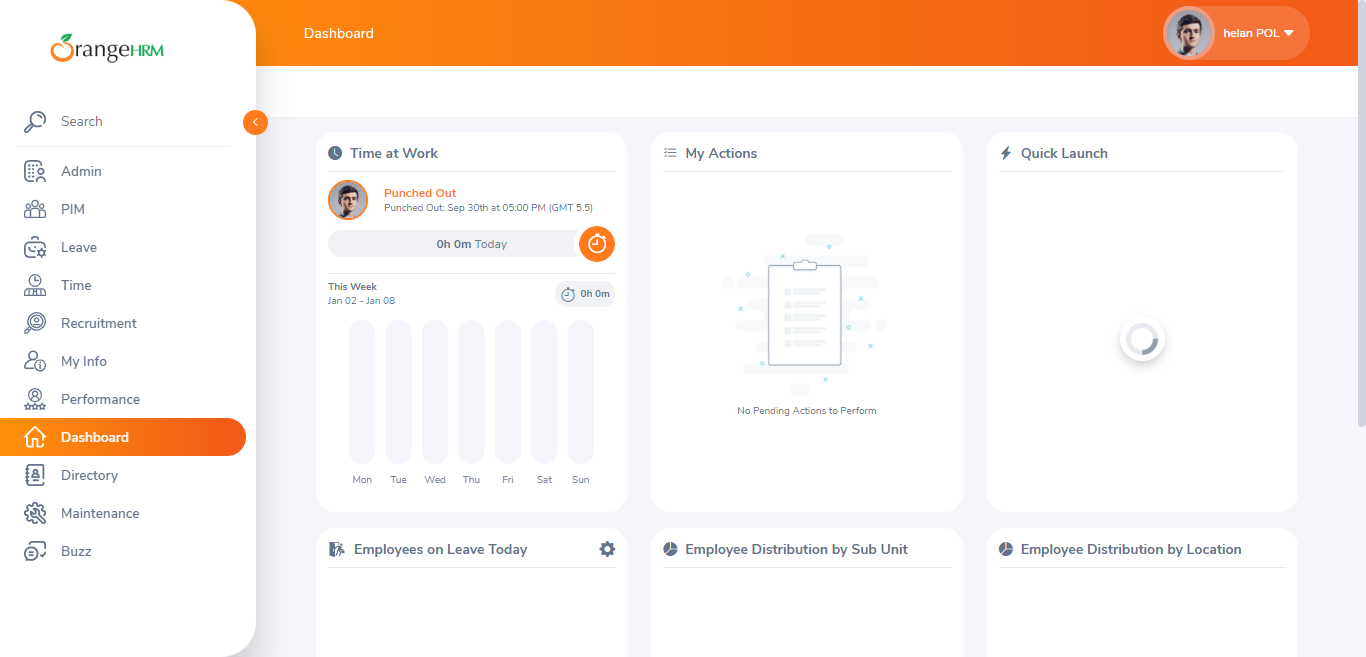 OrangeHRM
Search
Admin
PIM
Leave
Time
Recruitment
My Info
Performance
Dashboard
Directory
Maintenance
Buzz
Dashboard
helan POL
Time at Work
Punched Out
Punched Out: Sep 30th at 05:00 PM (GMT 5.5)
0h 0m Today
This Week
Jan 02 - Jan 08
0h 0m
Mon Tue Wed Thu Fri Sat Sun
My Actions
No Pending Actions to Perform
Quick Launch
Employees on Leave Today
Employee Distribution by Sub Unit
Employee Distribution by Location